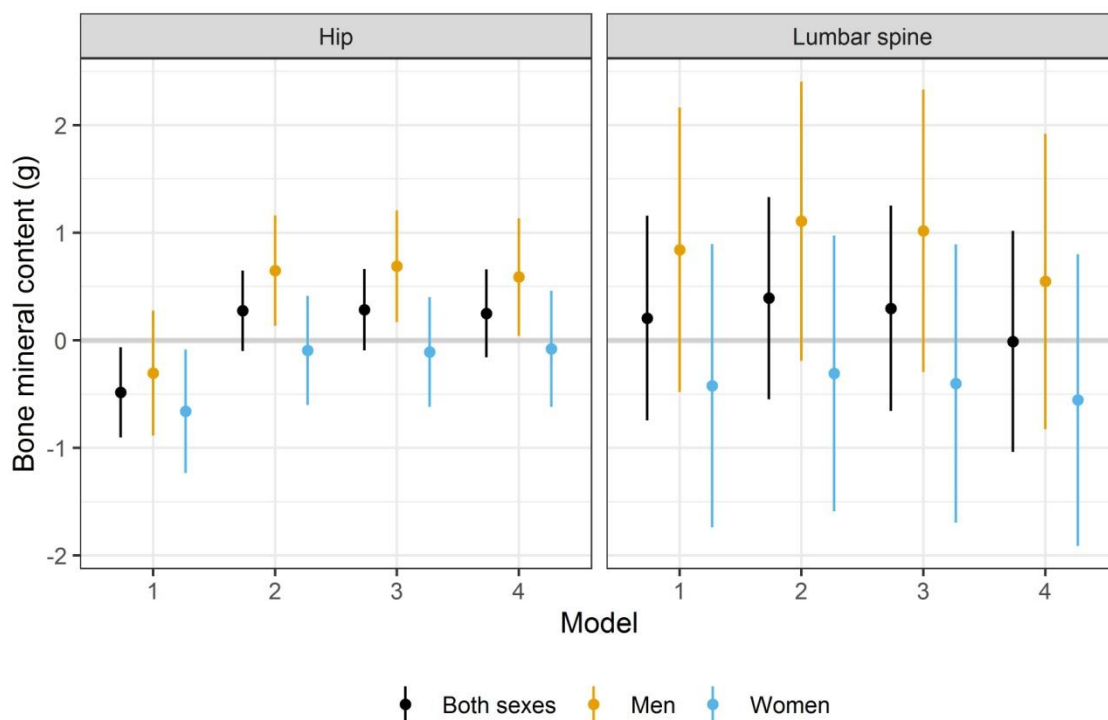 Hip
Lumbar spine
Bone mineral content (g)
2
1
0
-1
-2
1 2 3 4
1 2 3 4
Model
Both sexes Men Women